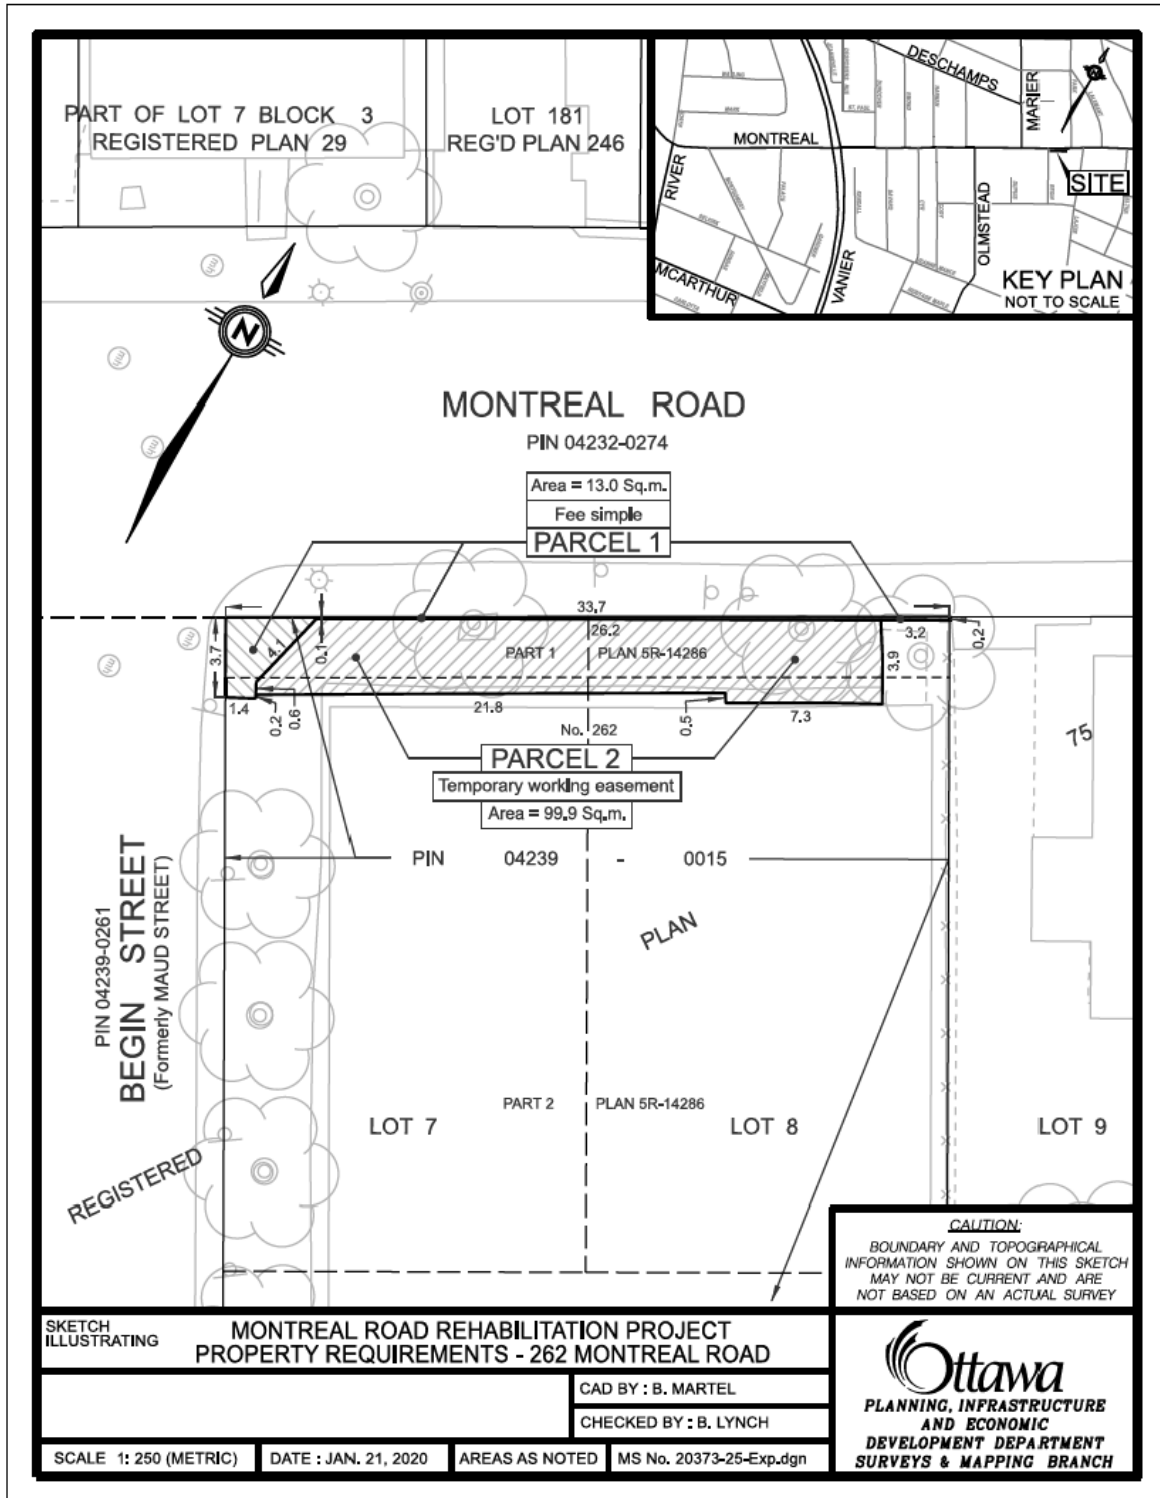 PART OF LOT 7 BLOCK 3
REGISTERED PLAN 29
LOT 181
REG'D PLAN 246
DESCHAMPS
MARIER
MONTREAL
RIVER
SITE
OLMSTEAD
VANIER
MCARTHUR
KEY PLAN
NOT TO SCALE
mh
N
mh
mh
MONTREAL ROAD
PIN 04232-0274
Area = 13.0 Sq.m.
Fee simple
PARCEL 1
33.7
26.2
3.2
0.2
mh
mh
3.7
4.1
0.1
PART 1
PLAN 5R-14286
3.9
1.4
0.2
0.6
21.8
0.5
7.3
No. 262
75
PARCEL 2
Temporary working easement
Area = 99.9 Sq.m.
PIN 04239 - 0015
PLAN
PIN 04239-0261
BEGIN STREET
(Formerly MAUD STREET)
PART 2
PLAN 5R-14286
LOT 7
LOT 8
LOT 9
REGISTERED
CAUTION:
BOUNDARY AND TOPOGRAPHICAL
INFORMATION SHOWN ON THIS SKETCH
MAY NOT BE CURRENT AND ARE
NOT BASED ON AN ACTUAL SURVEY
SKETCH
ILLUSTRATING
MONTREAL ROAD REHABILITATION PROJECT
PROPERTY REQUIREMENTS - 262 MONTREAL ROAD
CAD BY : B. MARTEL
CHECKED BY : B. LYNCH
SCALE 1: 250 (METRIC)
DATE : JAN. 21, 2020
AREAS AS NOTED
MS No. 20373-25-Exp.dgn
Ottawa
PLANNING, INFRASTRUCTURE
AND ECONOMIC
DEVELOPMENT DEPARTMENT
SURVEYS & MAPPING BRANCH